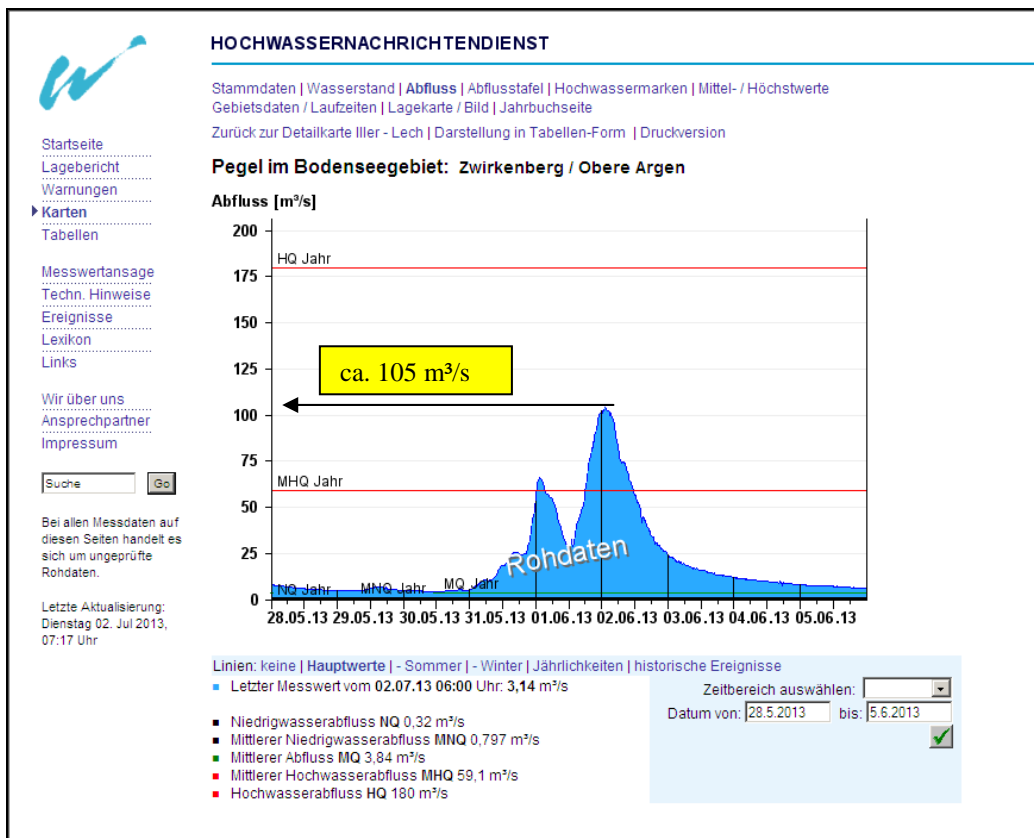 HOCHWASSERNACHRICHTENDIENST
Stammdaten | Wasserstand | Abfluss | Abflusstafel | Hochwassermarken | Mittel- / Höchstwerte
Gebietsdaten / Laufzeiten | Lagekarte / Bild | Jahrbuchseite
Zurück zur Detailkarte Iller - Lech | Darstellung in Tabellen-Form | Druckversion
Startseite
Lagebericht
Warnungen
Karten
Tabellen
Messwertansage
Techn. Hinweise
Ereignisse
Lexikon
Links
Wir über uns
Ansprechpartner
Impressum
Suche Go
Bei allen Messdaten auf
diesen Seiten handelt es
sich um ungeprüfte
Rohdaten.
Letzte Aktualisierung:
Dienstag 02. Jul 2013,
07:17 Uhr
Pegel im Bodenseegebiet: Zwirkenberg / Obere Argen
Abfluss [m³/s]
200
HQ Jahr
175
150
125
ca. 105 m³/s
100
75
MHQ Jahr
50
25
Rohdaten
NQ Jahr MNQ Jahr MQ Jahr
0
28.05.13 29.05.13 30.05.13 31.05.13 01.06.13 02.06.13 03.06.13 04.06.13 05.06.13
Linien: keine | Hauptwerte | - Sommer | - Winter | Jährlichkeiten | historische Ereignisse
Letzter Messwert vom 02.07.13 06:00 Uhr: 3,14 m³/s
Niedrigwasserabfluss NQ 0,32 m³/s
Mittlerer Niedrigwasserabfluss MNQ 0,797 m³/s
Mittlerer Abfluss MQ 3,84 m³/s
Mittlerer Hochwasserabfluss MHQ 59,1 m³/s
Hochwasserabfluss HQ 180 m³/s
Zeitbereich auswählen:
Datum von: 28.5.2013 bis: 5.6.2013